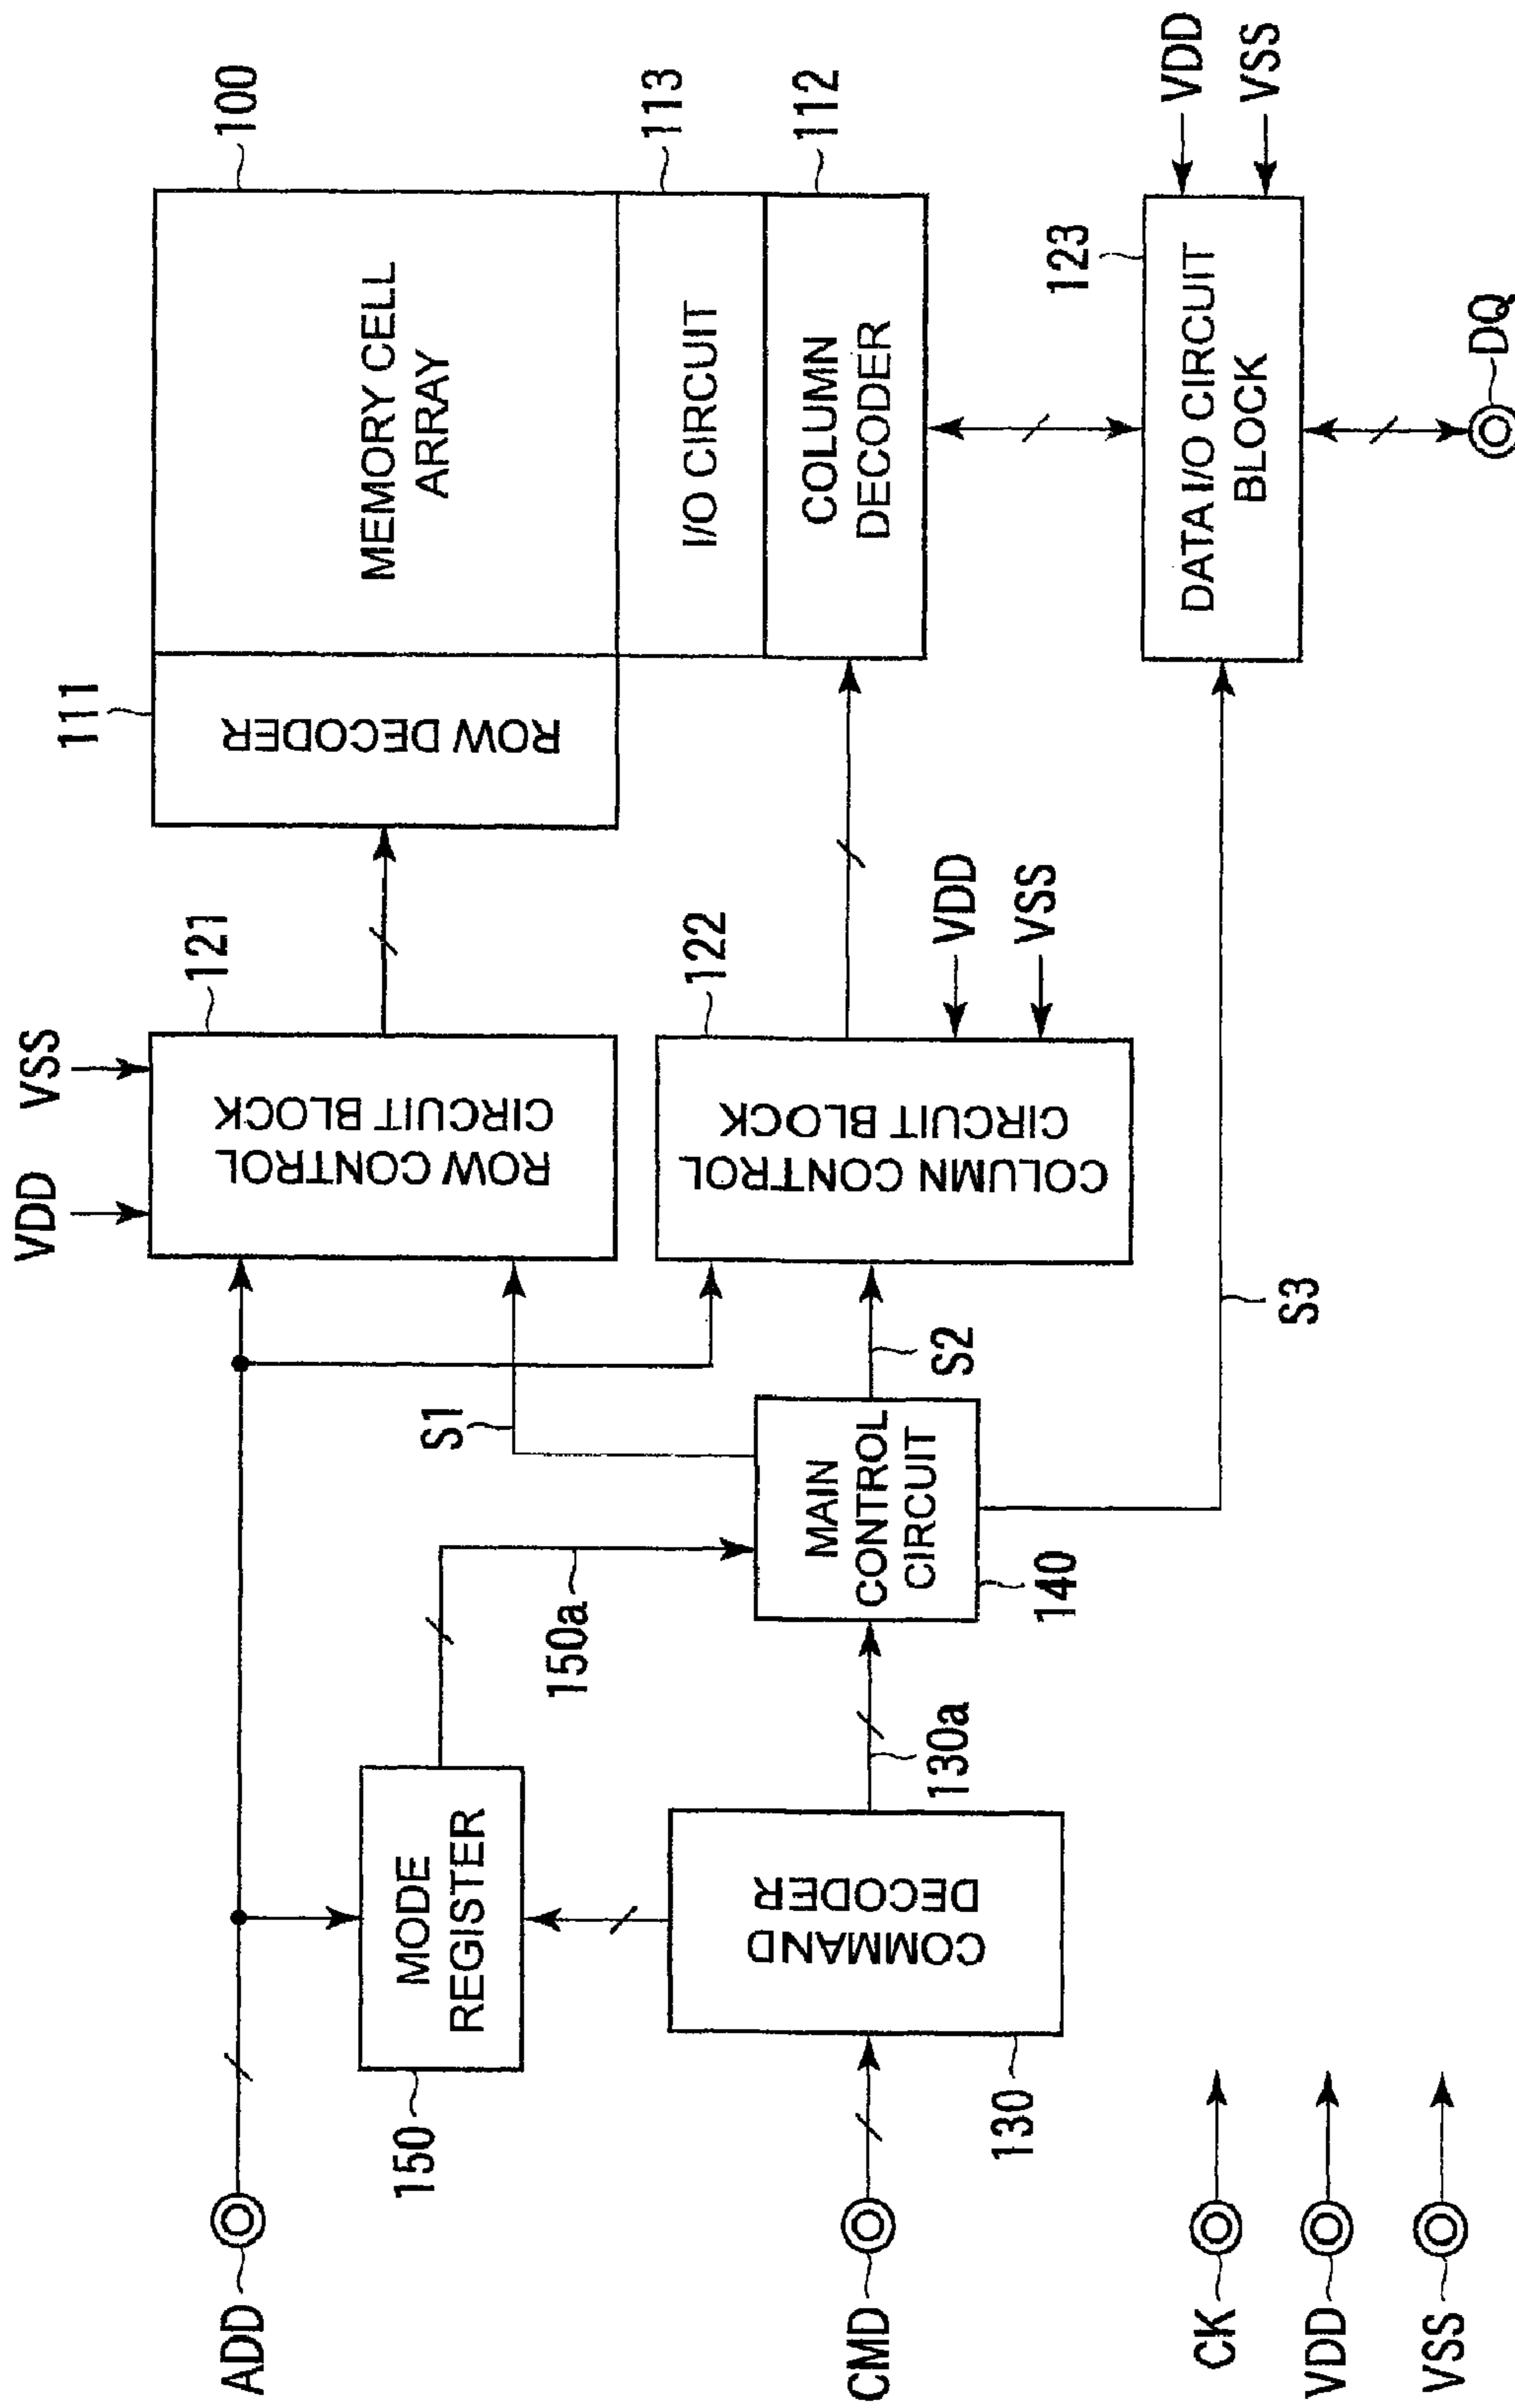 VDD
VSS
111
121
100
ROW CONTROL
CIRCUIT BLOCK
ROW DECODER
MEMORY CELL
ARRAY
113
I/O CIRCUIT
112
COLUMN
DECODER
122
COLUMN CONTROL
CIRCUIT BLOCK
VDD
VSS
123
DATA I/O CIRCUIT
BLOCK
VDD
VSS
DQ
S1
S2
S3
MAIN
CONTROL
CIRCUIT
140
150a
130a
MODE
REGISTER
150
COMMAND
DECODER
130
ADD
CMD
CK
VDD
VSS